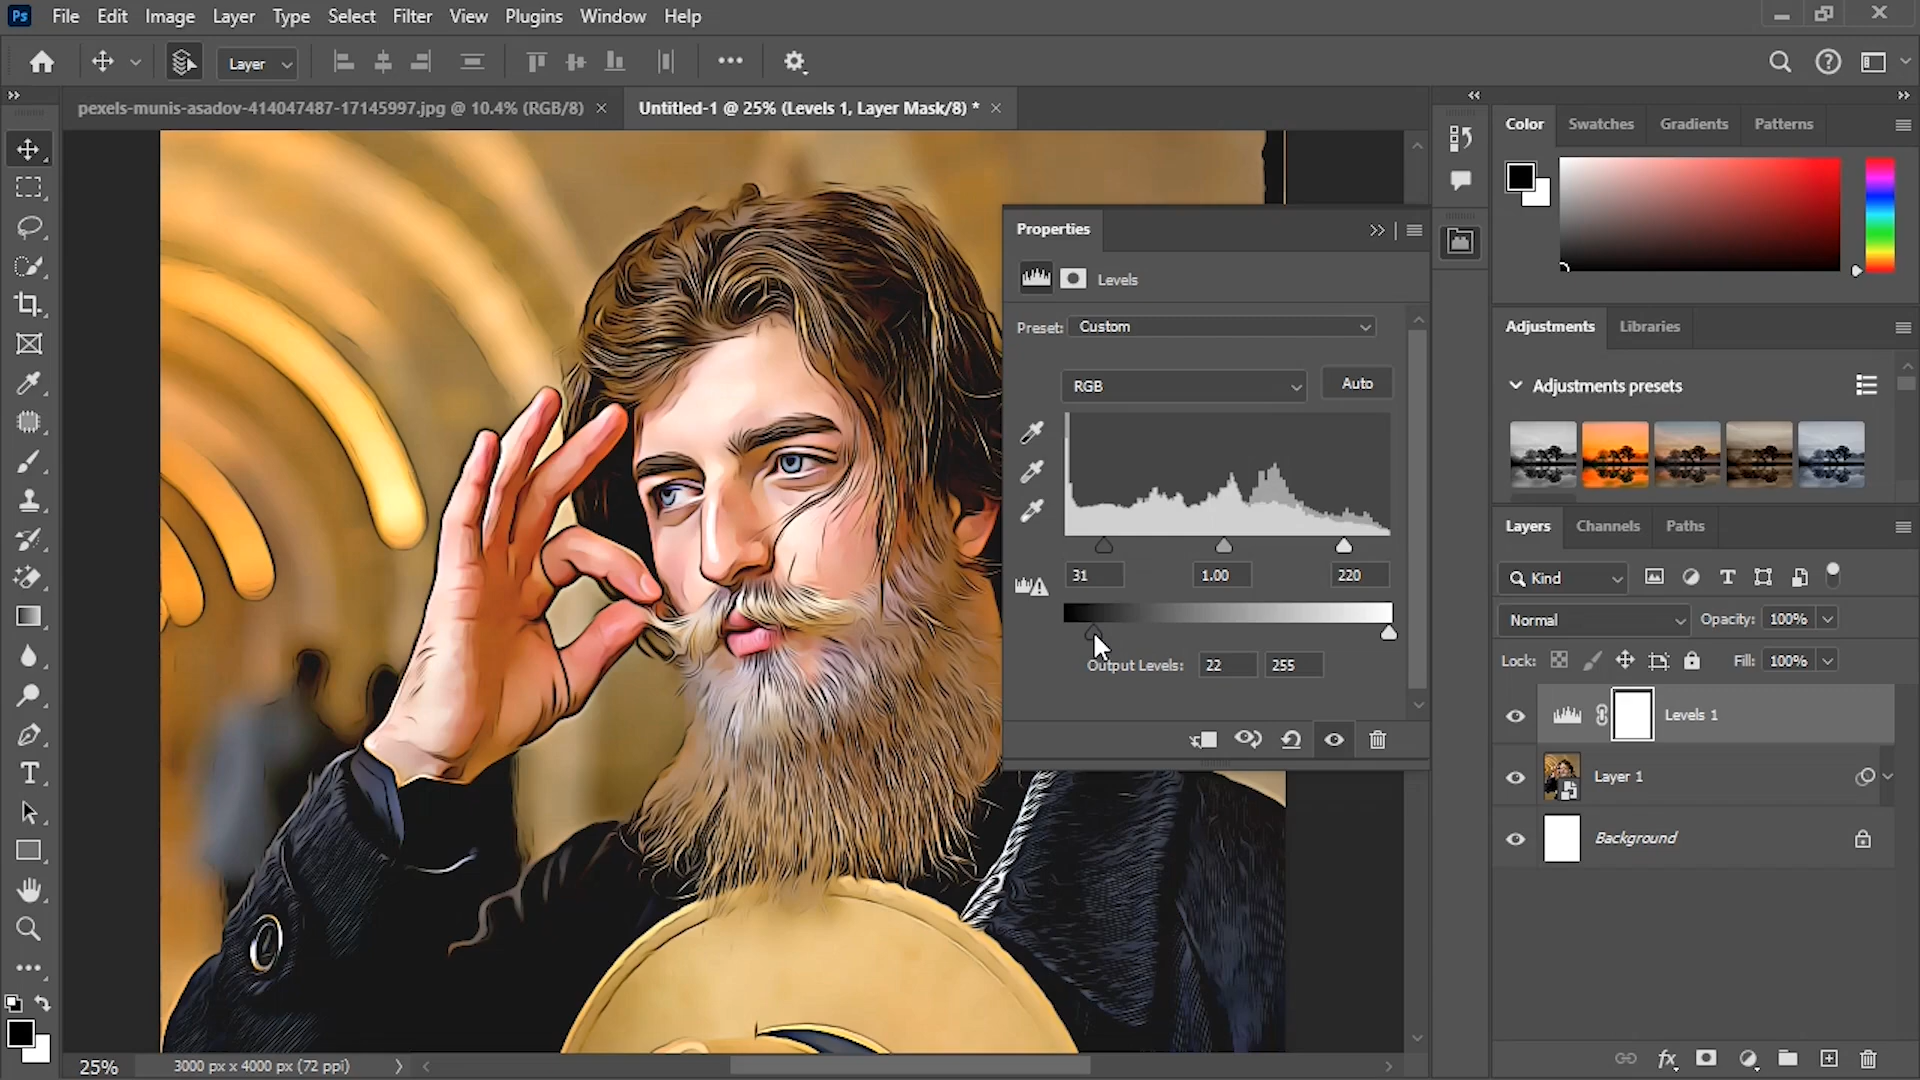 Ps File Edit Image Layer Type Select Filter View Plugins Window Help
Layer
pexels-munis-asadov-414047487-17145997.jpg @ 10.4% (RGB/8) ×
Untitled-1 @ 25% (Levels 1, Layer Mask/8) * ×
Properties
Levels
Preset: Custom
RGB Auto
31 1.00 220
Output Levels: 22 255
Color Swatches Gradients Patterns
Adjustments Libraries
Adjustments presets
Layers Channels Paths
Kind
Normal Opacity: 100%
Lock: Fill: 100%
Levels 1
Layer 1
Background
25% 3000 px x 4000 px (72 ppi)